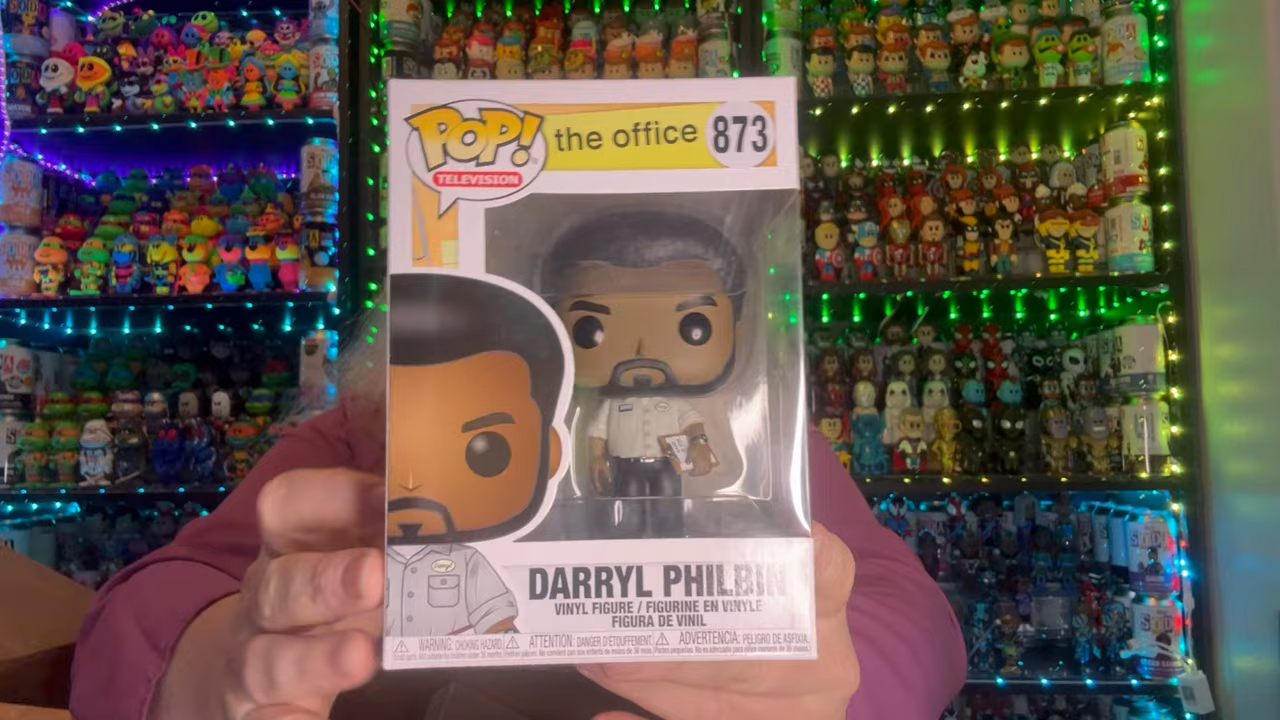 POP!
TELEVISION
the office
873
DARRYL PHILBIN
VINYL FIGURE / FIGURINE EN VINYLE
FIGURA DE VINIL
WARNING: CHOKING HAZARD ATTENTION: DANGER D'ÉTOUFFEMENT. ADVERTENCIA: PELIGRO DE ASFIXIA.